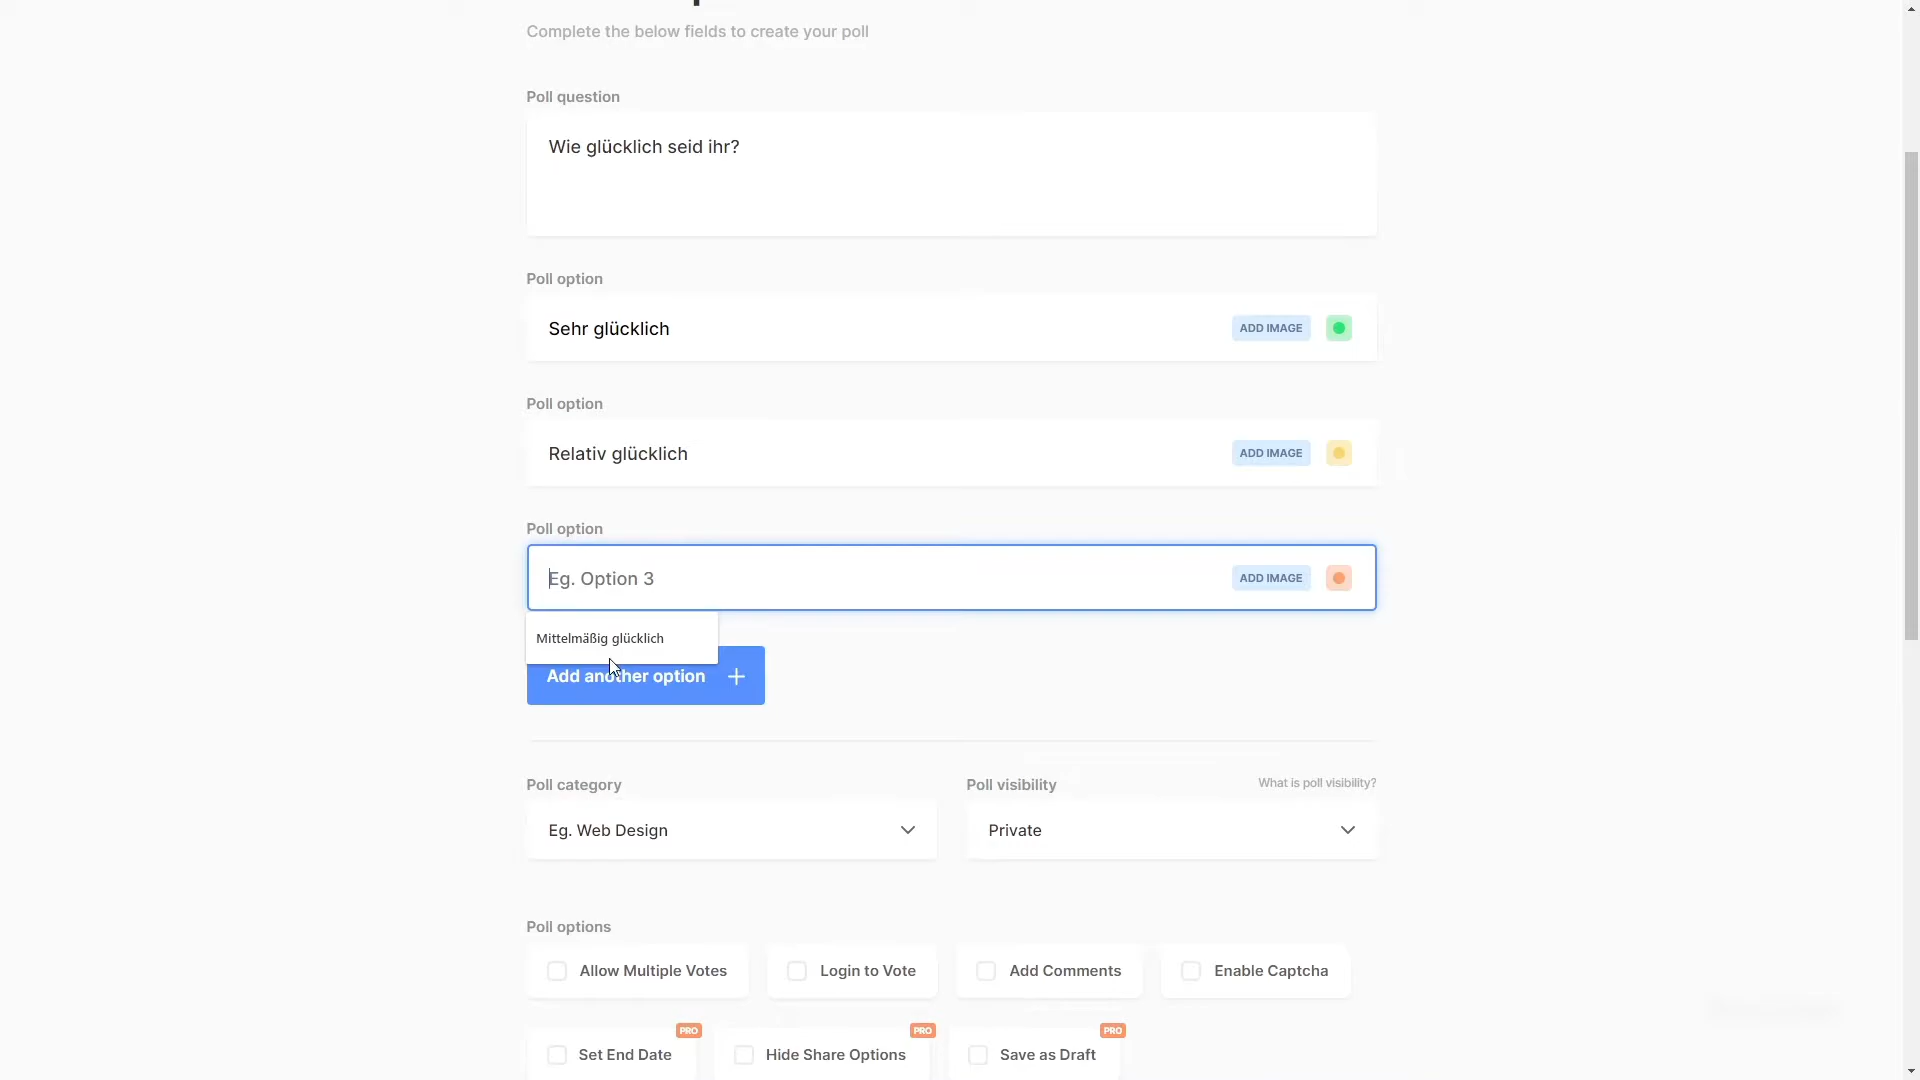 Complete the below fields to create your poll
Poll question
Wie glücklich seid ihr?
Poll option
Sehr glücklich
ADD IMAGE
Poll option
Relativ glücklich
ADD IMAGE
Poll option
Eg. Option 3
ADD IMAGE
Mittelmäßig glücklich
Add another option
Poll category
Poll visibility
What is poll visibility?
Eg. Web Design
Private
Poll options
Allow Multiple Votes
Login to Vote
Add Comments
Enable Captcha
PRO
PRO
PRO
Set End Date
Hide Share Options
Save as Draft